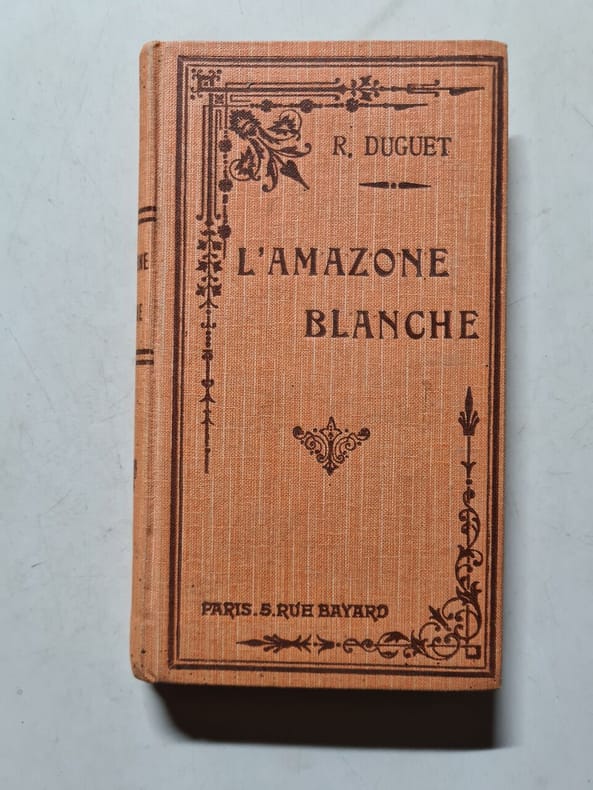 R. DUGUET
L'AMAZONE
BLANCHE
PARIS.5.RUE BAYARD